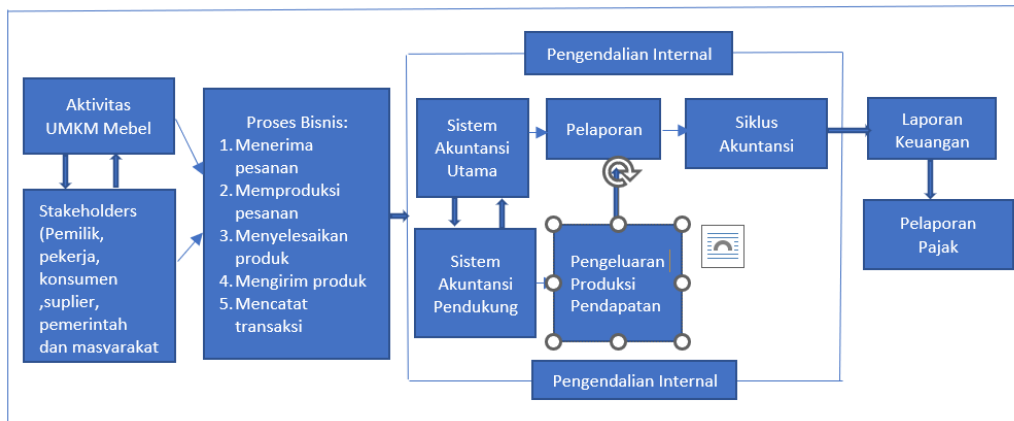 Pengendalian Internal
Aktivitas
UMKM Mebel
Stakeholders
(Pemilik,
pekerja,
konsumen
,suplier,
pemerintah
dan masyarakat
Proses Bisnis:
1. Menerima
pesanan
2. Memproduksi
pesanan
3. Menyelesaikan
produk
4. Mengirim produk
5. Mencatat
transaksi
Sistem
Akuntansi
Utama
Pelaporan
Siklus
Akuntansi
Laporan
Keuangan
Sistem
Akuntansi
Pendukung
Pengeluaran
Produksi
Pendapatan
Pelaporan
Pajak
Pengendalian Internal